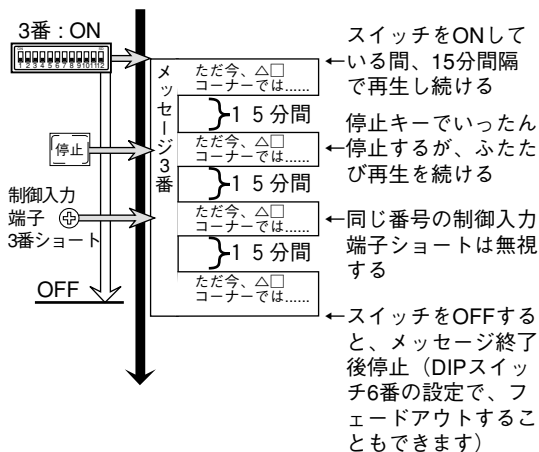 3番:ON
1 2 3 4 5 6 7 8 9 10 11 12
停止
制御入力
端子
3番ショート
OFF
メッセージ3番
ただ今、△□
コーナーでは......
15分間
ただ今、△□
コーナーでは......
15分間
ただ今、△□
コーナーでは......
15分間
ただ今、△□
コーナーでは......
←スイッチをONして
いる間、15分間隔
で再生し続ける
←停止キーでいったん
停止するが、ふたた
び再生を続ける
←同じ番号の制御入力
端子ショートは無視
する
←スイッチをOFFする
と、メッセージ終了
後停止(DIPスイッ
チ6番の設定で、フ
ェードアウトするこ
ともできます)